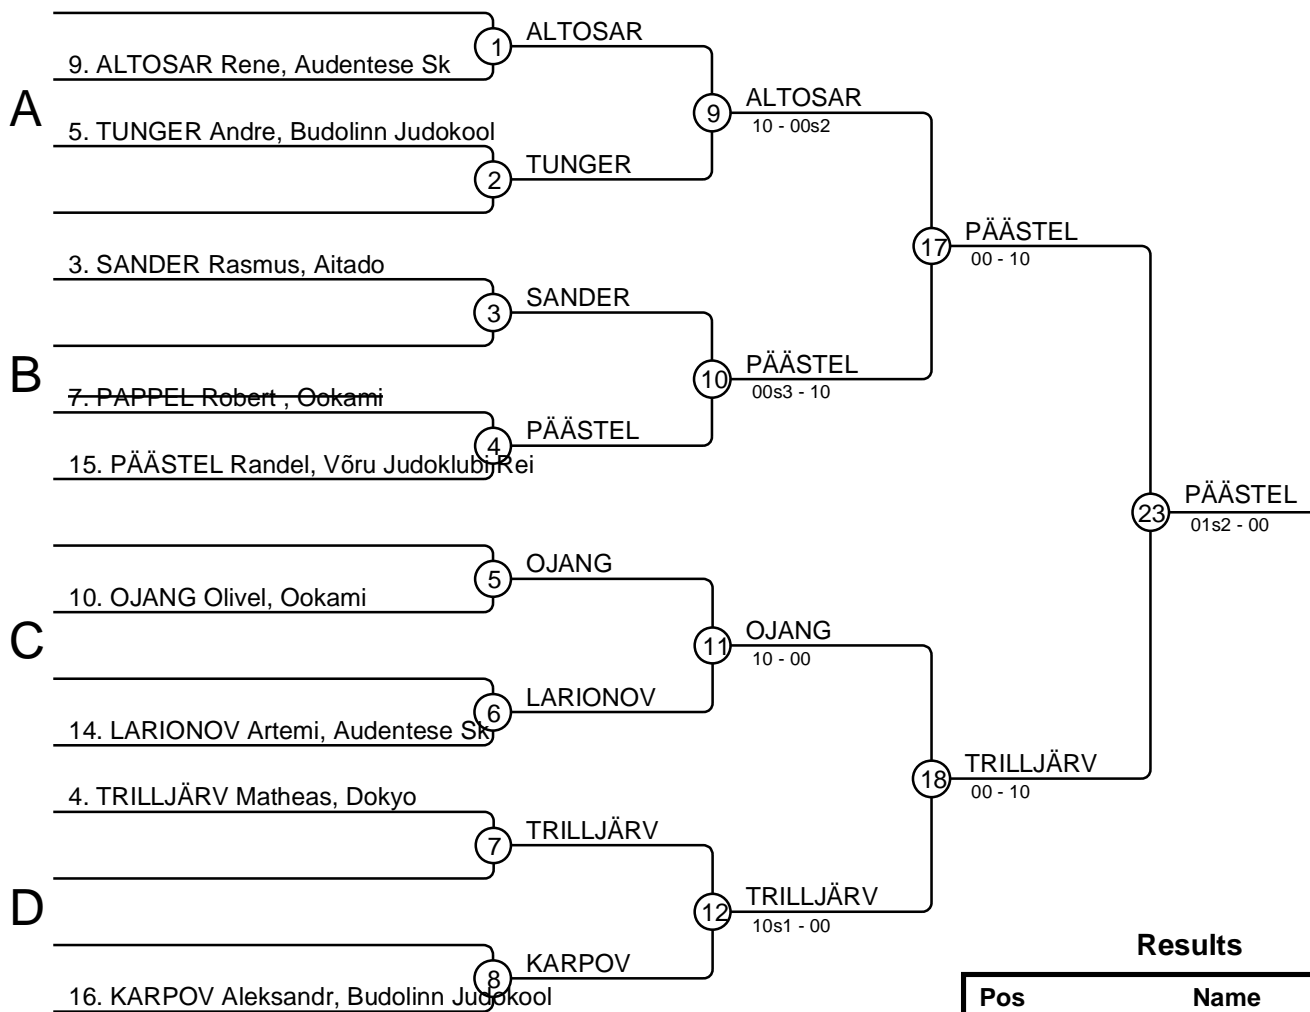 A
9. ALTOSAR Rene, Audentese Sk
1
ALTOSAR
5. TUNGER Andre, Budolinn Judokool
2
TUNGER
9
ALTOSAR
10 - 00s2
B
3. SANDER Rasmus, Aitado
3
SANDER
7. PAPPEL Robert , Ookami
15. PÄÄSTEL Randel, Võru Judoklubi Rei
4
PÄÄSTEL
10
PÄÄSTEL
00s3 - 10
17
PÄÄSTEL
00 - 10
C
10. OJANG Olivel, Ookami
5
OJANG
14. LARIONOV Artemi, Audentese Sk
6
LARIONOV
11
OJANG
10 - 00
D
4. TRILLJÄRV Matheas, Dokyo
7
TRILLJÄRV
16. KARPOV Aleksandr, Budolinn Judokool
8
KARPOV
12
TRILLJÄRV
10s1 - 00
18
TRILLJÄRV
00 - 10
23
PÄÄSTEL
01s2 - 00
Results
Pos Name